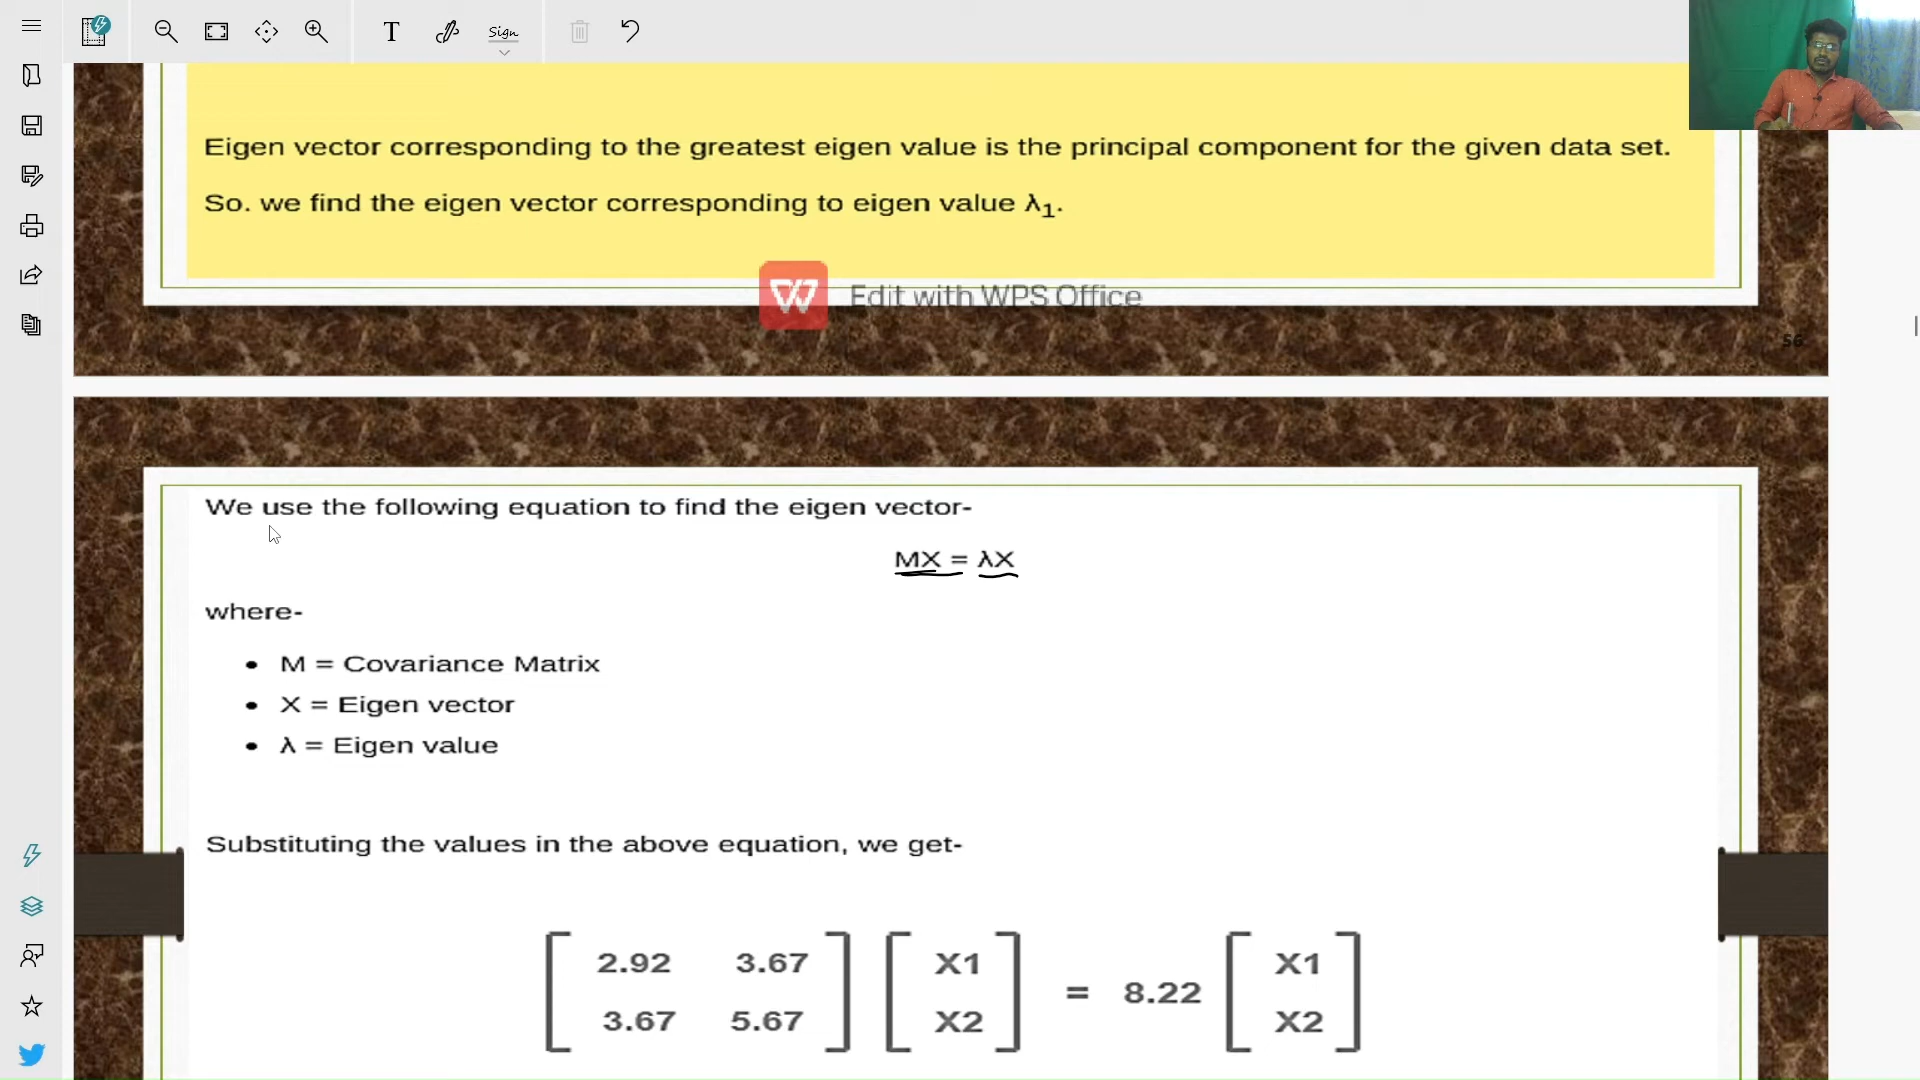 T
Sign
Eigen vector corresponding to the greatest eigen value is the principal component for the given data set.
So. we find the eigen vector corresponding to eigen value λ₁.
Edit with WPS Office
56
We use the following equation to find the eigen vector-
MX = λX
where-
• M = Covariance Matrix
• X = Eigen vector
• λ = Eigen value
Substituting the values in the above equation, we get-
2.92 3.67 X1 X1
= 8.22
3.67 5.67 X2 X2